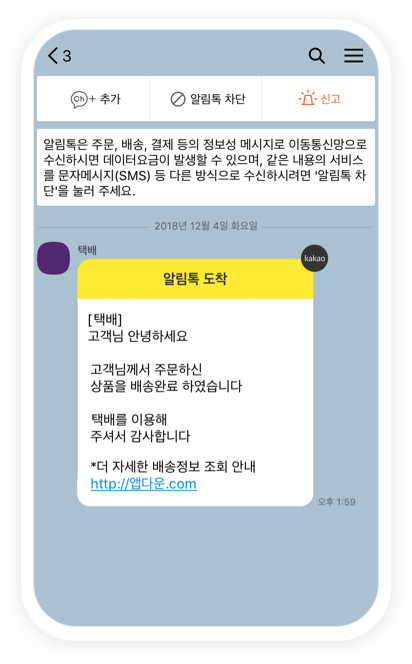 3
Ch+ 추가
알림톡 차단
신고
알림톡은 주문, 배송, 결제 등의 정보성 메시지로 이동통신망으로
수신하시면 데이터요금이 발생할 수 있으며, 같은 내용의 서비스
를 문자메시지(SMS) 등 다른 방식으로 수신하시려면 '알림톡 차
단'을 눌러 주세요.
2018년 12월 4일 화요일
택배
kakao
알림톡 도착
[택배]
고객님 안녕하세요
고객님께서 주문하신
상품을 배송완료 하였습니다
택배를 이용해
주셔서 감사합니다
*더 자세한 배송정보 조회 안내
http://앱다운.com
오후 1:59